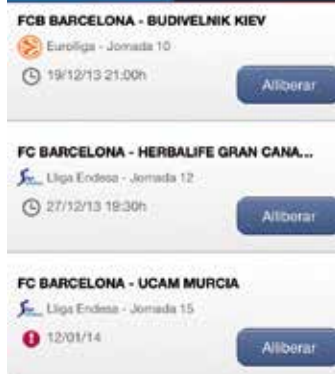 FCB BARCELONA - BUDIVELNIK KIEV
Eurolliga - Jornada 10
19/12/13 21:00h
Alliberar
FC BARCELONA - HERBALIFE GRAN CANA...
Lliga Endesa - Jornada 12
27/12/13 19:30h
Alliberar
FC BARCELONA - UCAM MURCIA
Lliga Endesa - Jornada 15
12/01/14
Alliberar